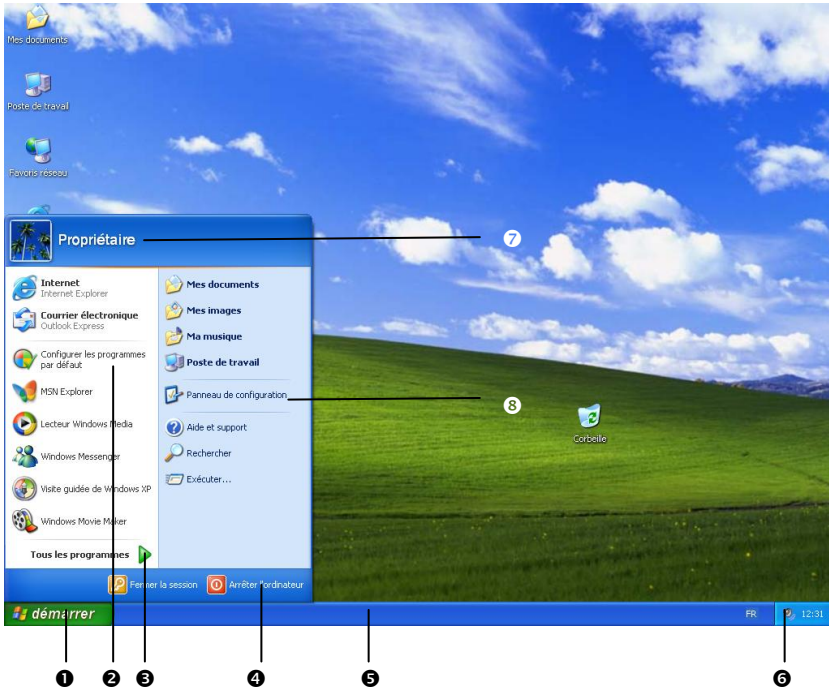 Mes documents
Poste de travail
Favoris réseau
Propriétaire
7
Internet
Internet Explorer
Courrier électronique
Outlook Express
Configurer les programmes
par défaut
MSN Explorer
Lecteur Windows Media
Windows Messenger
Visite guidée de Windows XP
Windows Movie Maker
Tous les programmes
Mes documents
Mes images
Ma musique
Poste de travail
Panneau de configuration
8
Aide et support
Rechercher
Exécuter...
Corbeille
Fermer la session
Arrêter l'ordinateur
démarrer
FR
12:31
1 2 3 4 5 6